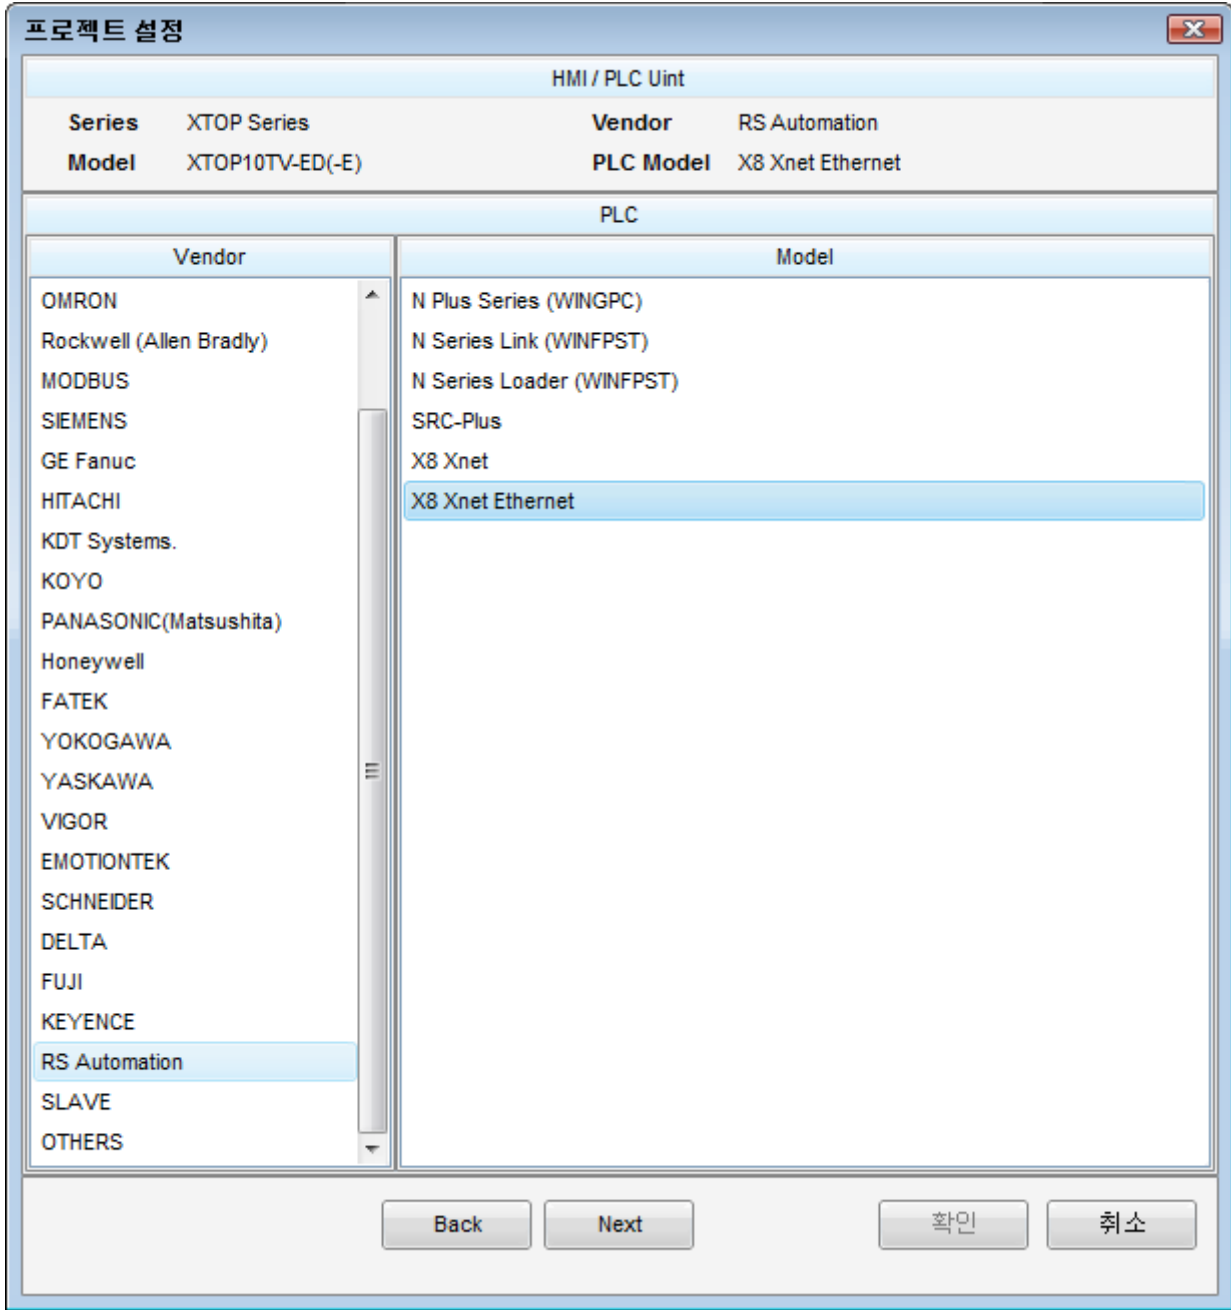 프로젝트 설정
HMI / PLC Uint
Series XTOP Series Vendor RS Automation
Model XTOP10TV-ED(-E) PLC Model X8 Xnet Ethernet
PLC
Vendor
OMRON
Rockwell (Allen Bradly)
MODBUS
SIEMENS
GE Fanuc
HITACHI
KDT Systems.
KOYO
PANASONIC(Matsushita)
Honeywell
FATEK
YOKOGAWA
YASKAWA
VIGOR
EMOTIONTEK
SCHNEIDER
DELTA
FUJI
KEYENCE
RS Automation
SLAVE
OTHERS
Model
N Plus Series (WINGPC)
N Series Link (WINFPST)
N Series Loader (WINFPST)
SRC-Plus
X8 Xnet
X8 Xnet Ethernet
Back Next 확인 취소